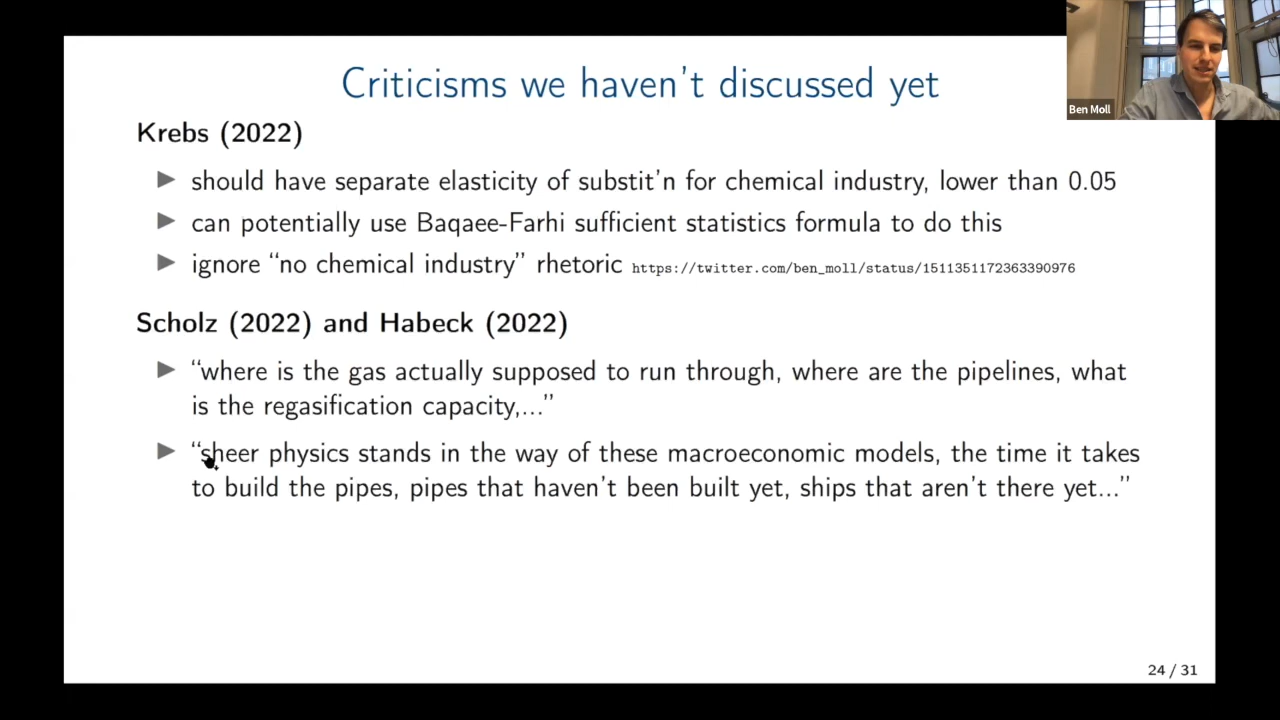 Criticisms we haven't discussed yet
Ben Moll
Krebs (2022)
should have separate elasticity of substit'n for chemical industry, lower than 0.05
can potentially use Baqaee-Farhi sufficient statistics formula to do this
ignore “no chemical industry” rhetoric https://twitter.com/ben_moll/status/1511351172363390976
Scholz (2022) and Habeck (2022)
“where is the gas actually supposed to run through, where are the pipelines, what
is the regasification capacity,...”
“sheer physics stands in the way of these macroeconomic models, the time it takes
to build the pipes, pipes that haven't been built yet, ships that aren't there yet...”
24 / 31